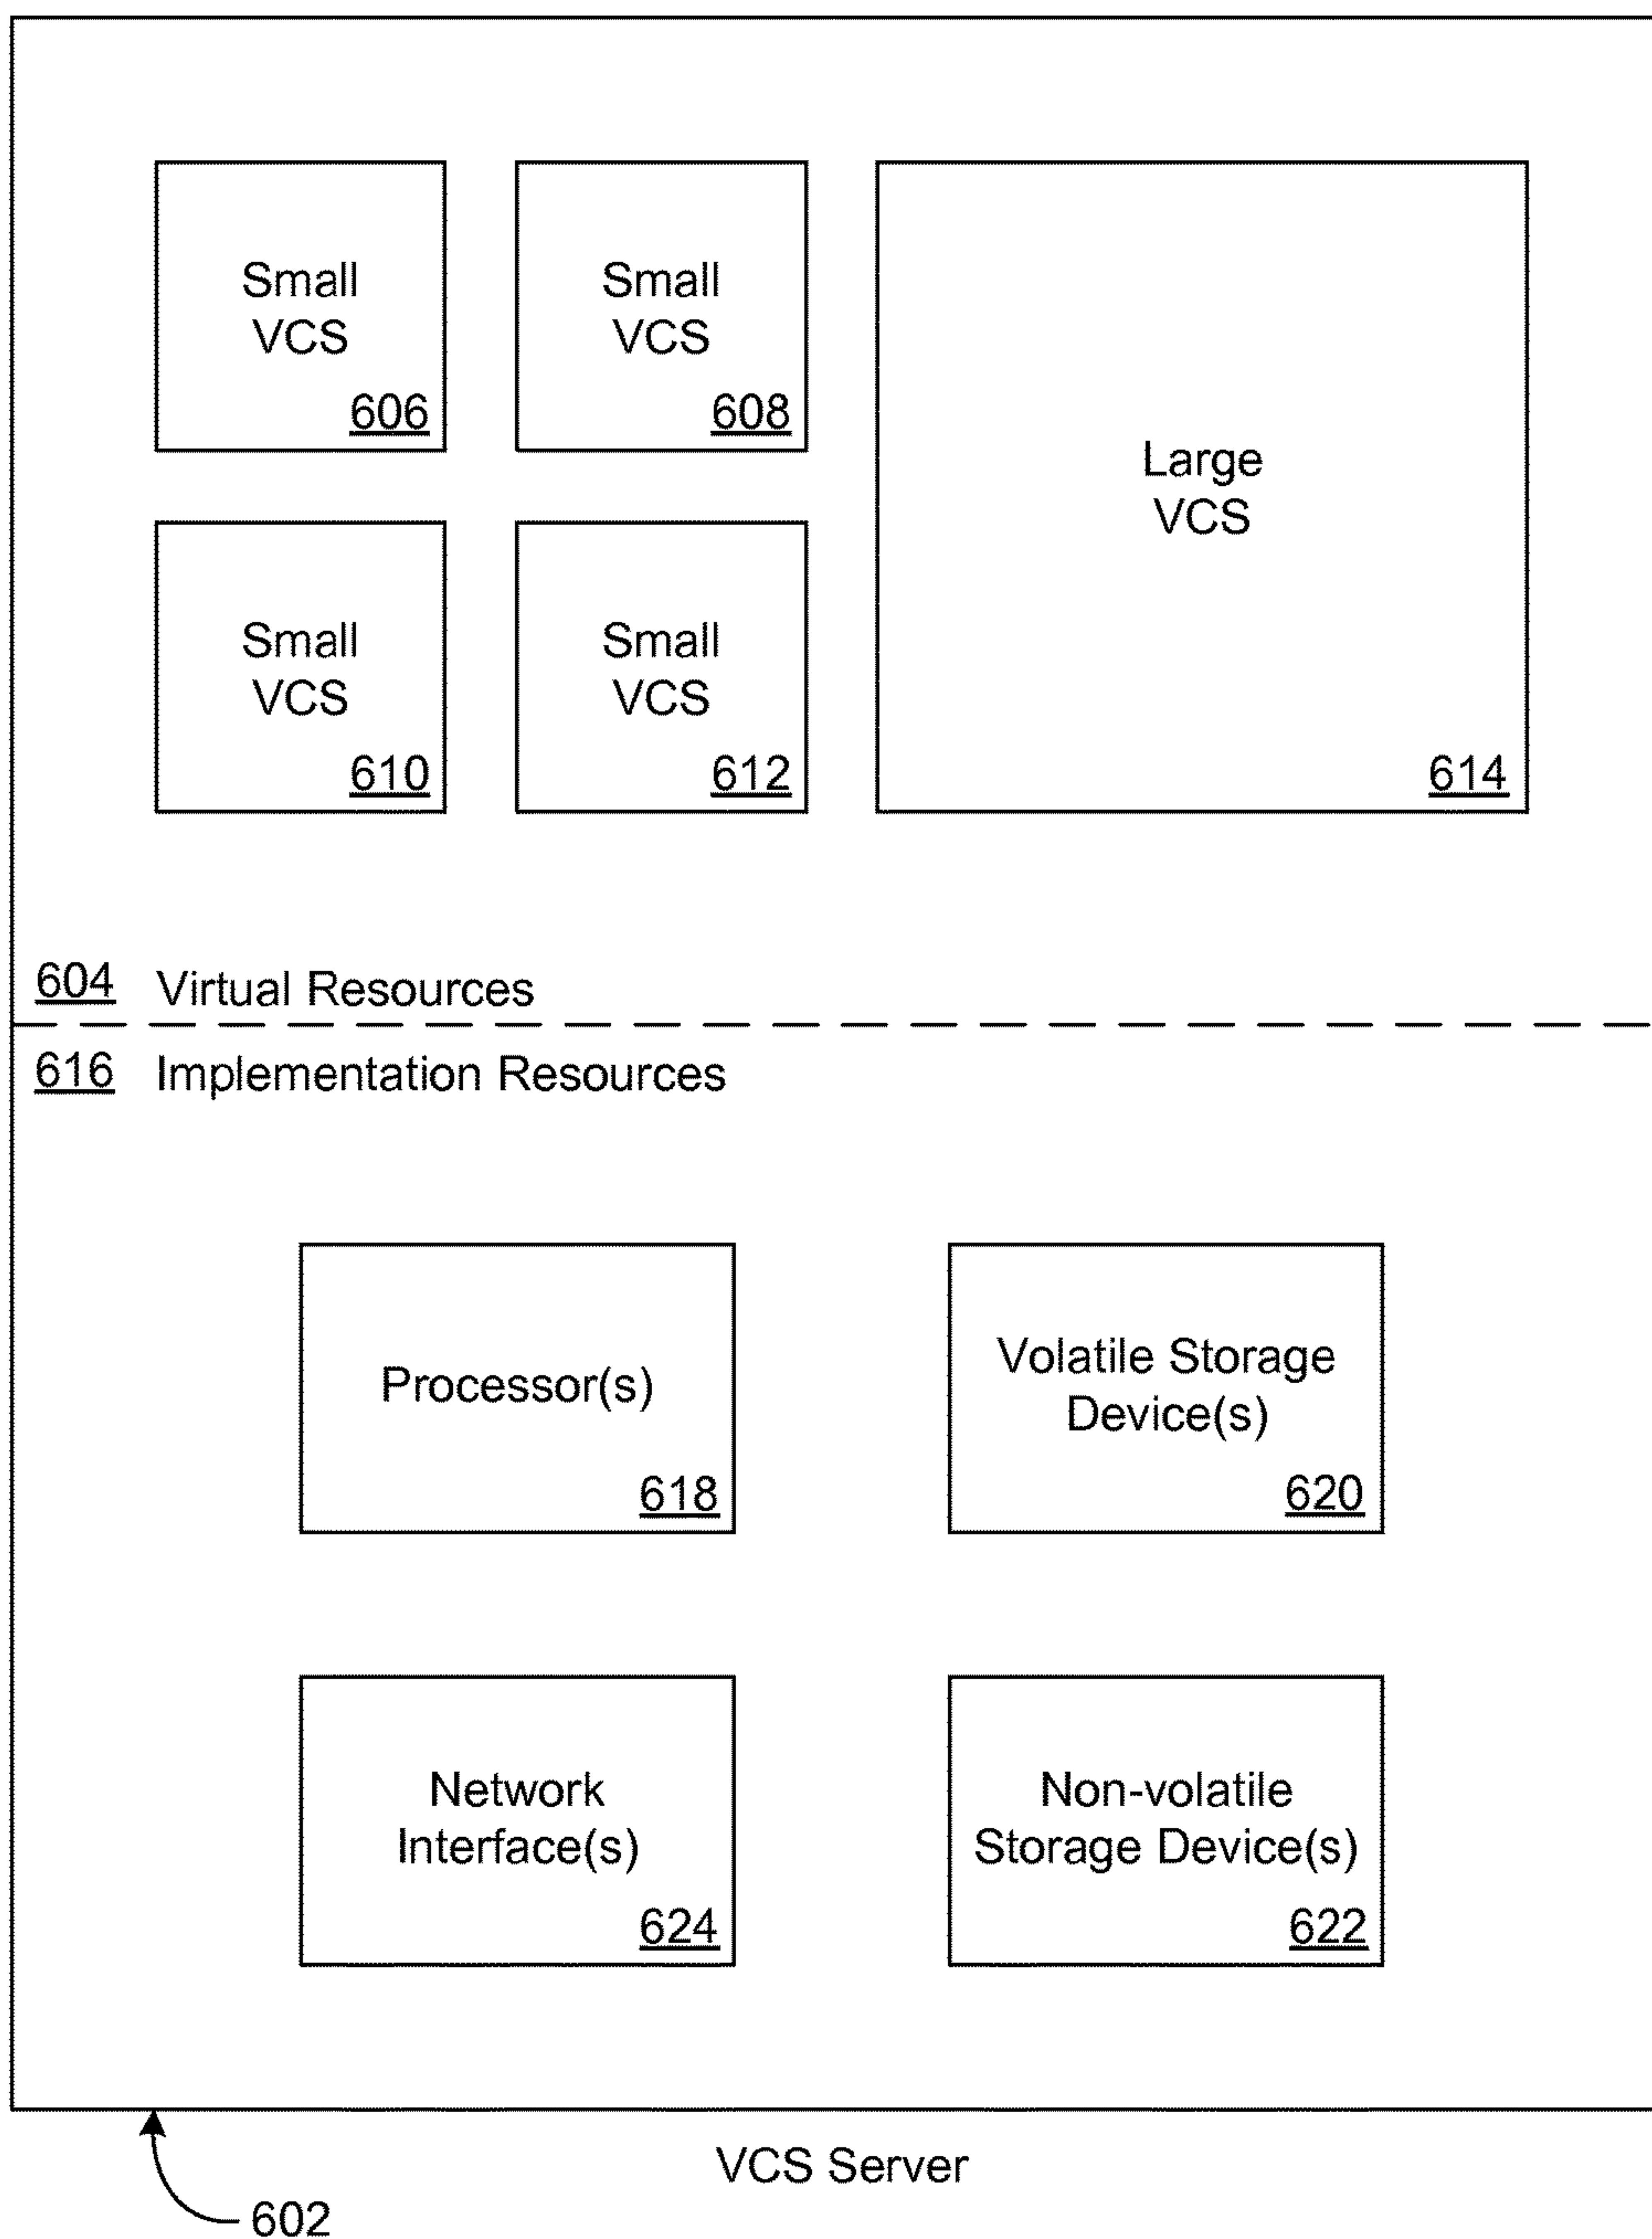 Small
VCS
606
Small
VCS
608
Small
VCS
610
Small
VCS
612
Large
VCS
614
604 Virtual Resources
616 Implementation Resources
Processor(s)
618
Volatile Storage
Device(s)
620
Network
Interface(s)
624
Non-volatile
Storage Device(s)
622
VCS Server
602